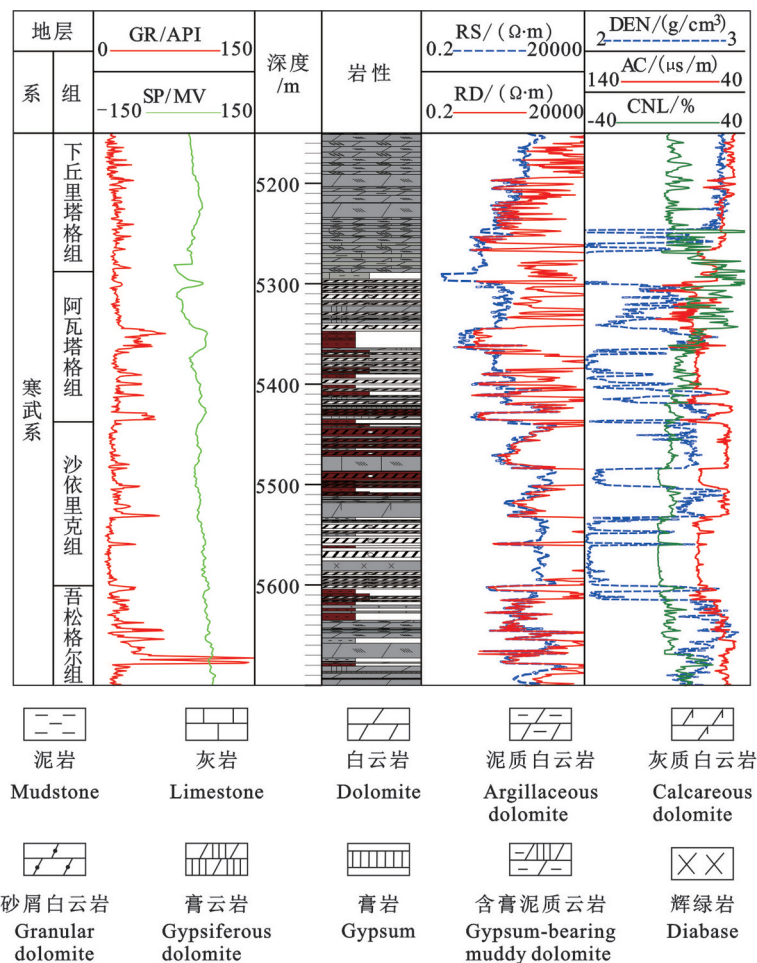 地层
0 GR/API 150
深度
/m
岩性
RS/(Ω·m)
0.2 20000
DEN/(g/cm³)
2 3
系
组
SP/MV
-150 150
RD/(Ω·m)
0.2 20000
AC/(μs/m)
140 40
CNL/%
-40 40
寒武系
下丘里塔格组
阿瓦塔格组
沙依里克组
吾松格尔组
5200
5300
5400
5500
5600
泥岩
Mudstone
灰岩
Limestone
白云岩
Dolomite
泥质白云岩
Argillaceous
dolomite
灰质白云岩
Calcareous
dolomite
砂屑白云岩
Granular
dolomite
膏云岩
Gypsiferous
dolomite
膏岩
Gypsum
含膏泥质云岩
Gypsum-bearing
muddy dolomite
辉绿岩
Diabase